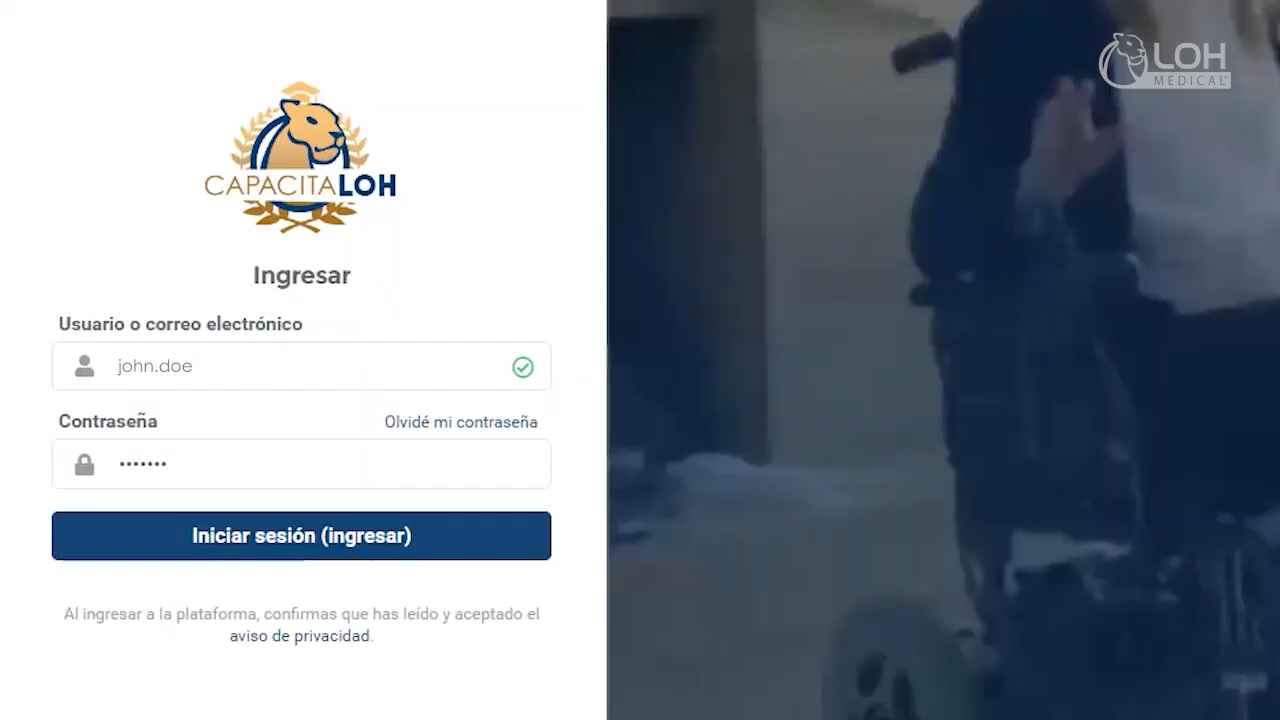 CAPACITALOH
Ingresar
Usuario o correo electrónico
john.doe
Contraseña
Olvidé mi contraseña
•••••••
Iniciar sesión (ingresar)
Al ingresar a la plataforma, confirmas que has leído y aceptado el
aviso de privacidad.
LOH
MEDICAL